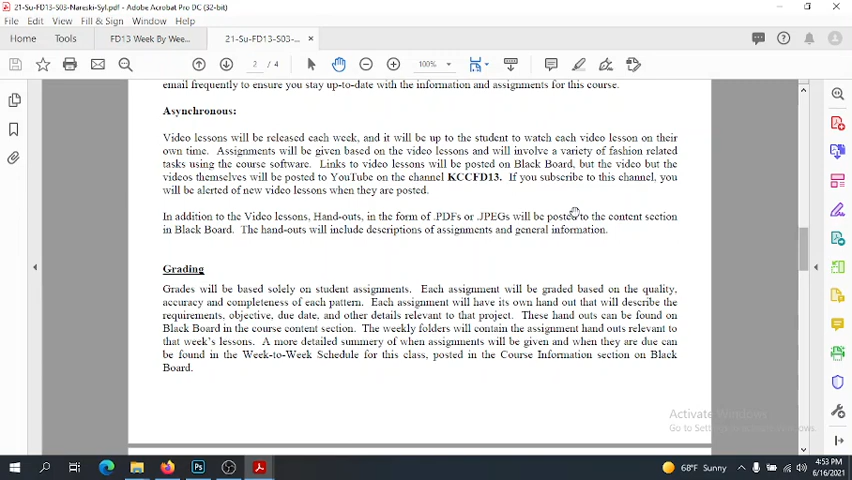 21-Su-FD13-S03-Nareski-Syl.pdf - Adobe Acrobat Pro DC (32-bit)
File Edit View Fill & Sign Window Help
Home Tools FD13 Week By Wee... 21-Su-FD13-S03-... ×
2 / 4 100%
email frequently to ensure you stay up-to-date with the information and assignments for this course.
Asynchronous:
Video lessons will be released each week, and it will be up to the student to watch each video lesson on their
own time. Assignments will be given based on the video lessons and will involve a variety of fashion related
tasks using the course software. Links to video lessons will be posted on Black Board, but the video but the
videos themselves will be posted to YouTube on the channel KCCFD13. If you subscribe to this channel, you
will be alerted of new video lessons when they are posted.
In addition to the Video lessons, Hand-outs, in the form of .PDFs or .JPEGs will be posted to the content section
in Black Board. The hand-outs will include descriptions of assignments and general information.
Grading
Grades will be based solely on student assignments. Each assignment will be graded based on the quality,
accuracy and completeness of each pattern. Each assignment will have its own hand out that will describe the
requirements, objective, due date, and other details relevant to that project. These hand outs can be found on
Black Board in the course content section. The weekly folders will contain the assignment hand outs relevant to
that week's lessons. A more detailed summery of when assignments will be given and when they are due can
be found in the Week-to-Week Schedule for this class, posted in the Course Information section on Black
Board.
Activate Windows
Go to Settings to activate Windows.
Ps 68°F Sunny 4:53 PM
6/16/2021